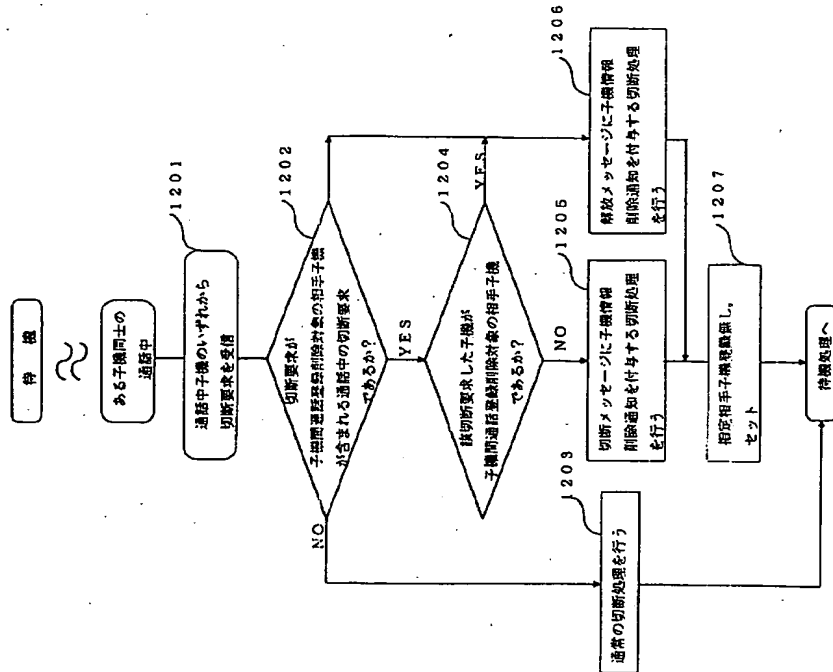 待機
ある子機同士の
通話中
1201
通話中子機のいずれから
切断要求を受信
1202
切断要求が
子機間通話登録削除対象の相手子機
が含まれる通話中の切断要求
であるか?
NO
YES
1204
該切断要求した子機が
子機間通話登録削除対象の相手子機
であるか?
YES
NO
1203
通常の切断処理を行う
1205
切断メッセージに子機情報
削除通知を付与する切断処理
を行う
1206
解放メッセージに子機情報
削除通知を付与する切断処理
を行う
1207
相手子機
無し。
セット
待機処理へ